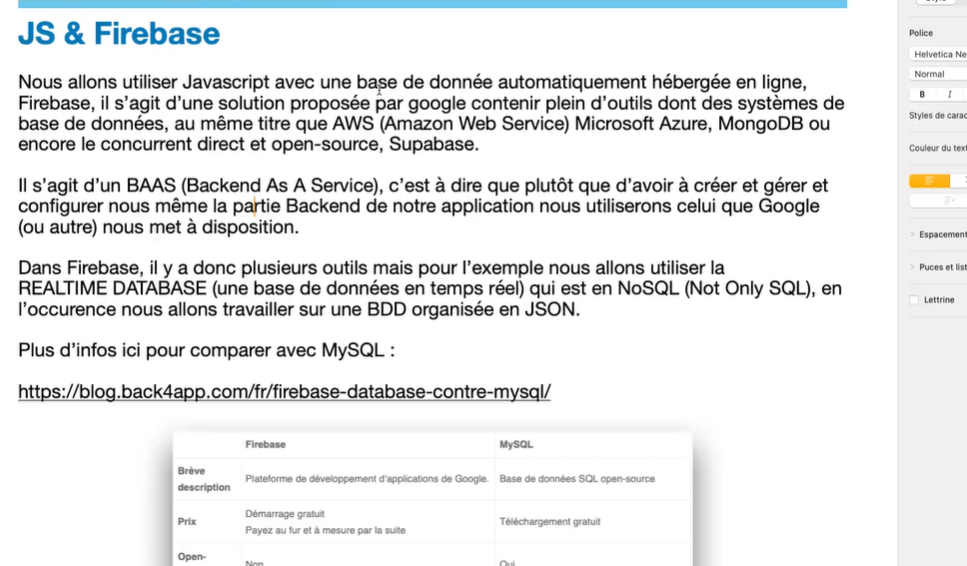 JS & Firebase
Nous allons utiliser Javascript avec une base de donnée automatiquement hébergée en ligne,
Firebase, il s’agit d’une solution proposée par google contenir plein d’outils dont des systèmes de
base de données, au même titre que AWS (Amazon Web Service) Microsoft Azure, MongoDB ou
encore le concurrent direct et open-source, Supabase.
Il s’agit d’un BAAS (Backend As A Service), c’est à dire que plutôt que d’avoir à créer et gérer et
configurer nous même la partie Backend de notre application nous utiliserons celui que Google
(ou autre) nous met à disposition.
Dans Firebase, il y a donc plusieurs outils mais pour l’exemple nous allons utiliser la
REALTIME DATABASE (une base de données en temps réel) qui est en NoSQL (Not Only SQL), en
l’occurence nous allons travailler sur une BDD organisée en JSON.
Plus d’infos ici pour comparer avec MySQL :
https://blog.back4app.com/fr/firebase-database-contre-mysql/
Firebase MySQL
Brève
description
Plateforme de développement d'applications de Google. Base de données SQL open-source
Prix
Démarrage gratuit
Payez au fur et à mesure par la suite
Téléchargement gratuit
Open-
Non Oui
Police
Helvetica Ne
Normal
B I
Styles de carac
Couleur du text
Espacement
Puces et list
Lettrine